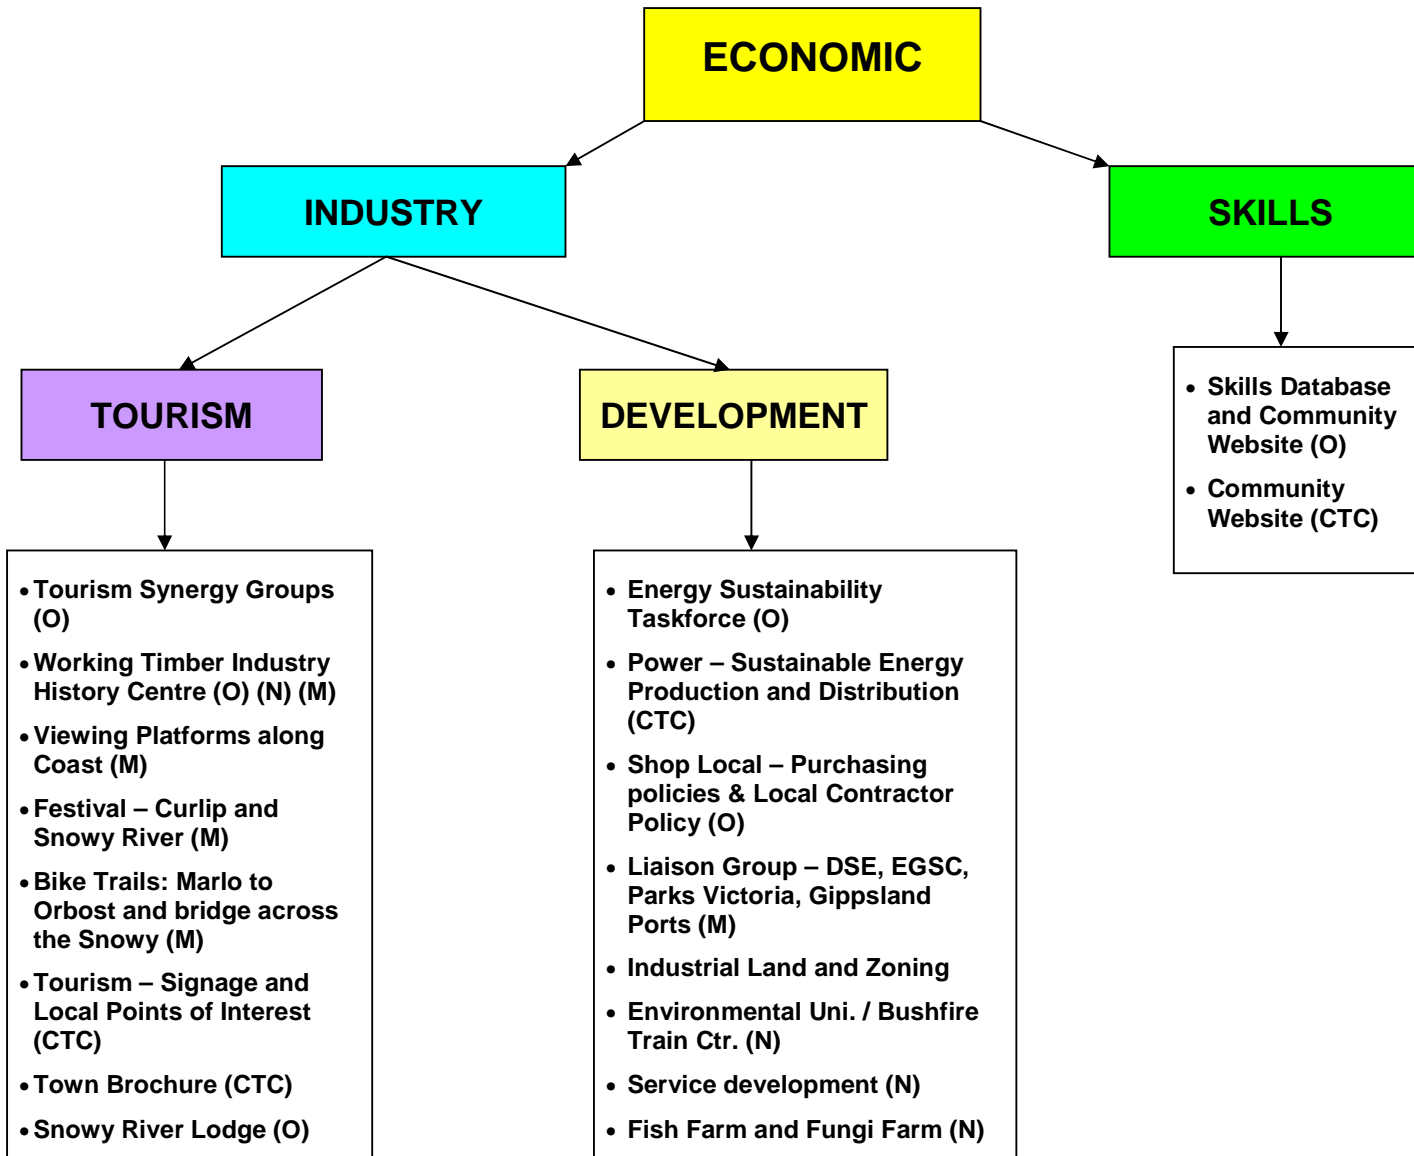 ECONOMIC
INDUSTRY
SKILLS
TOURISM
DEVELOPMENT
• Skills Database
and Community
Website (O)
• Community
Website (CTC)
• Tourism Synergy Groups
(O)
• Working Timber Industry
History Centre (O) (N) (M)
• Viewing Platforms along
Coast (M)
• Festival – Curlip and
Snowy River (M)
• Bike Trails: Marlo to
Orbost and bridge across
the Snowy (M)
• Tourism – Signage and
Local Points of Interest
(CTC)
• Town Brochure (CTC)
• Snowy River Lodge (O)
• Energy Sustainability
Taskforce (O)
• Power – Sustainable Energy
Production and Distribution
(CTC)
• Shop Local – Purchasing
policies & Local Contractor
Policy (O)
• Liaison Group – DSE, EGSC,
Parks Victoria, Gippsland
Ports (M)
• Industrial Land and Zoning
• Environmental Uni. / Bushfire
Train Ctr. (N)
• Service development (N)
• Fish Farm and Fungi Farm (N)